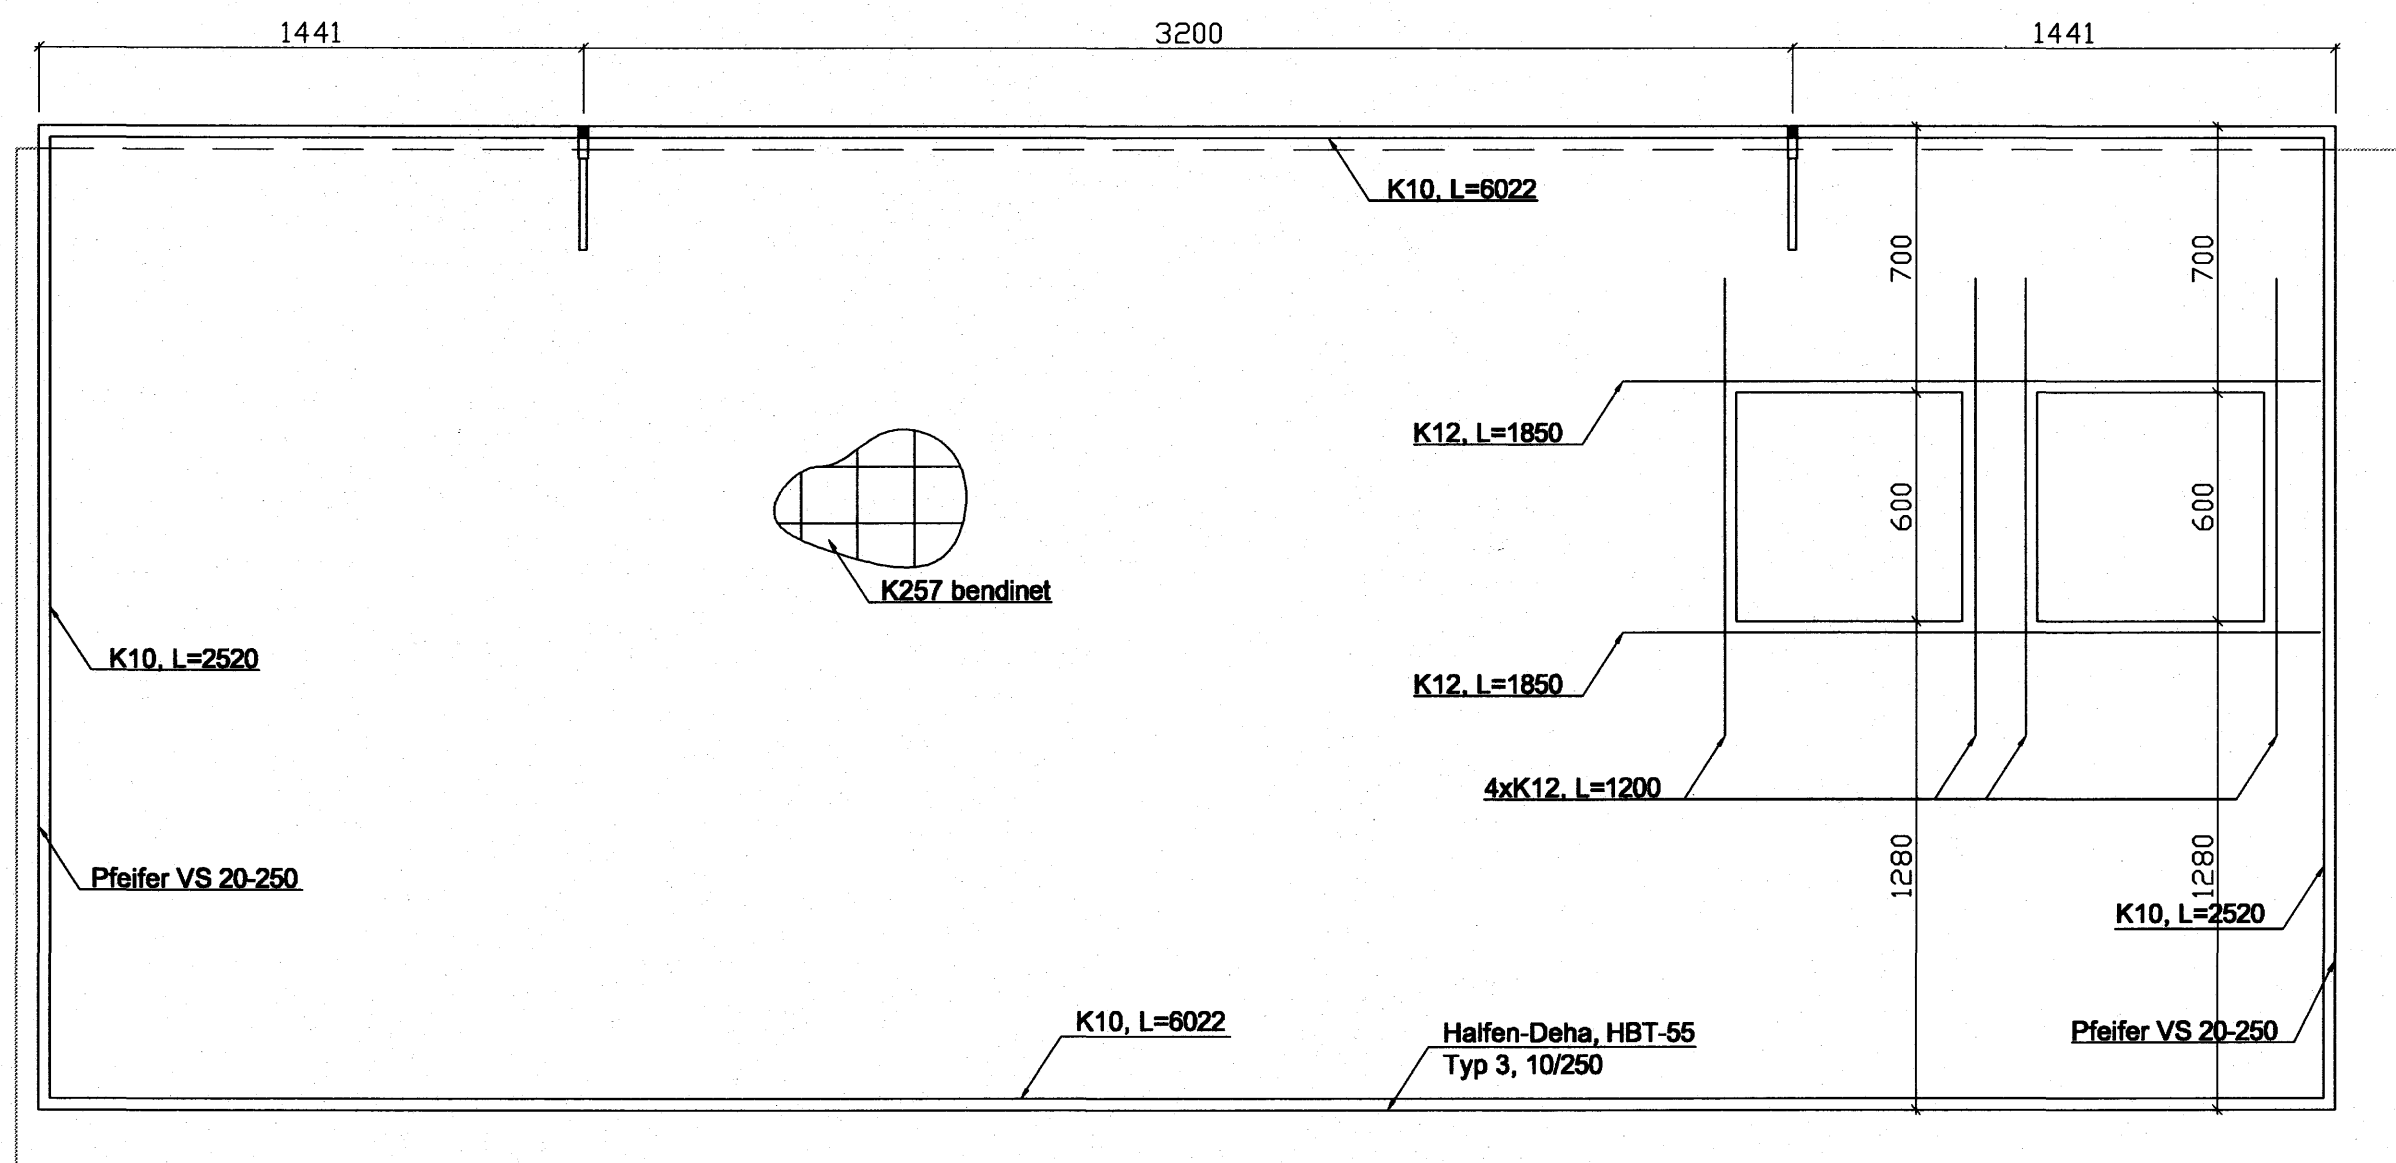 1441
3200
1441
K10, L=6022
700
700
K12, L=1850
600
600
K257 bendinet
K10, L=2520
K12, L=1850
4xK12, L=1200
1280
1280
Pfeifer VS 20-250
K10, L=2520
K10, L=6022
Halfen-Deha, HBT-55
Typ 3, 10/250
Pfeifer VS 20-250